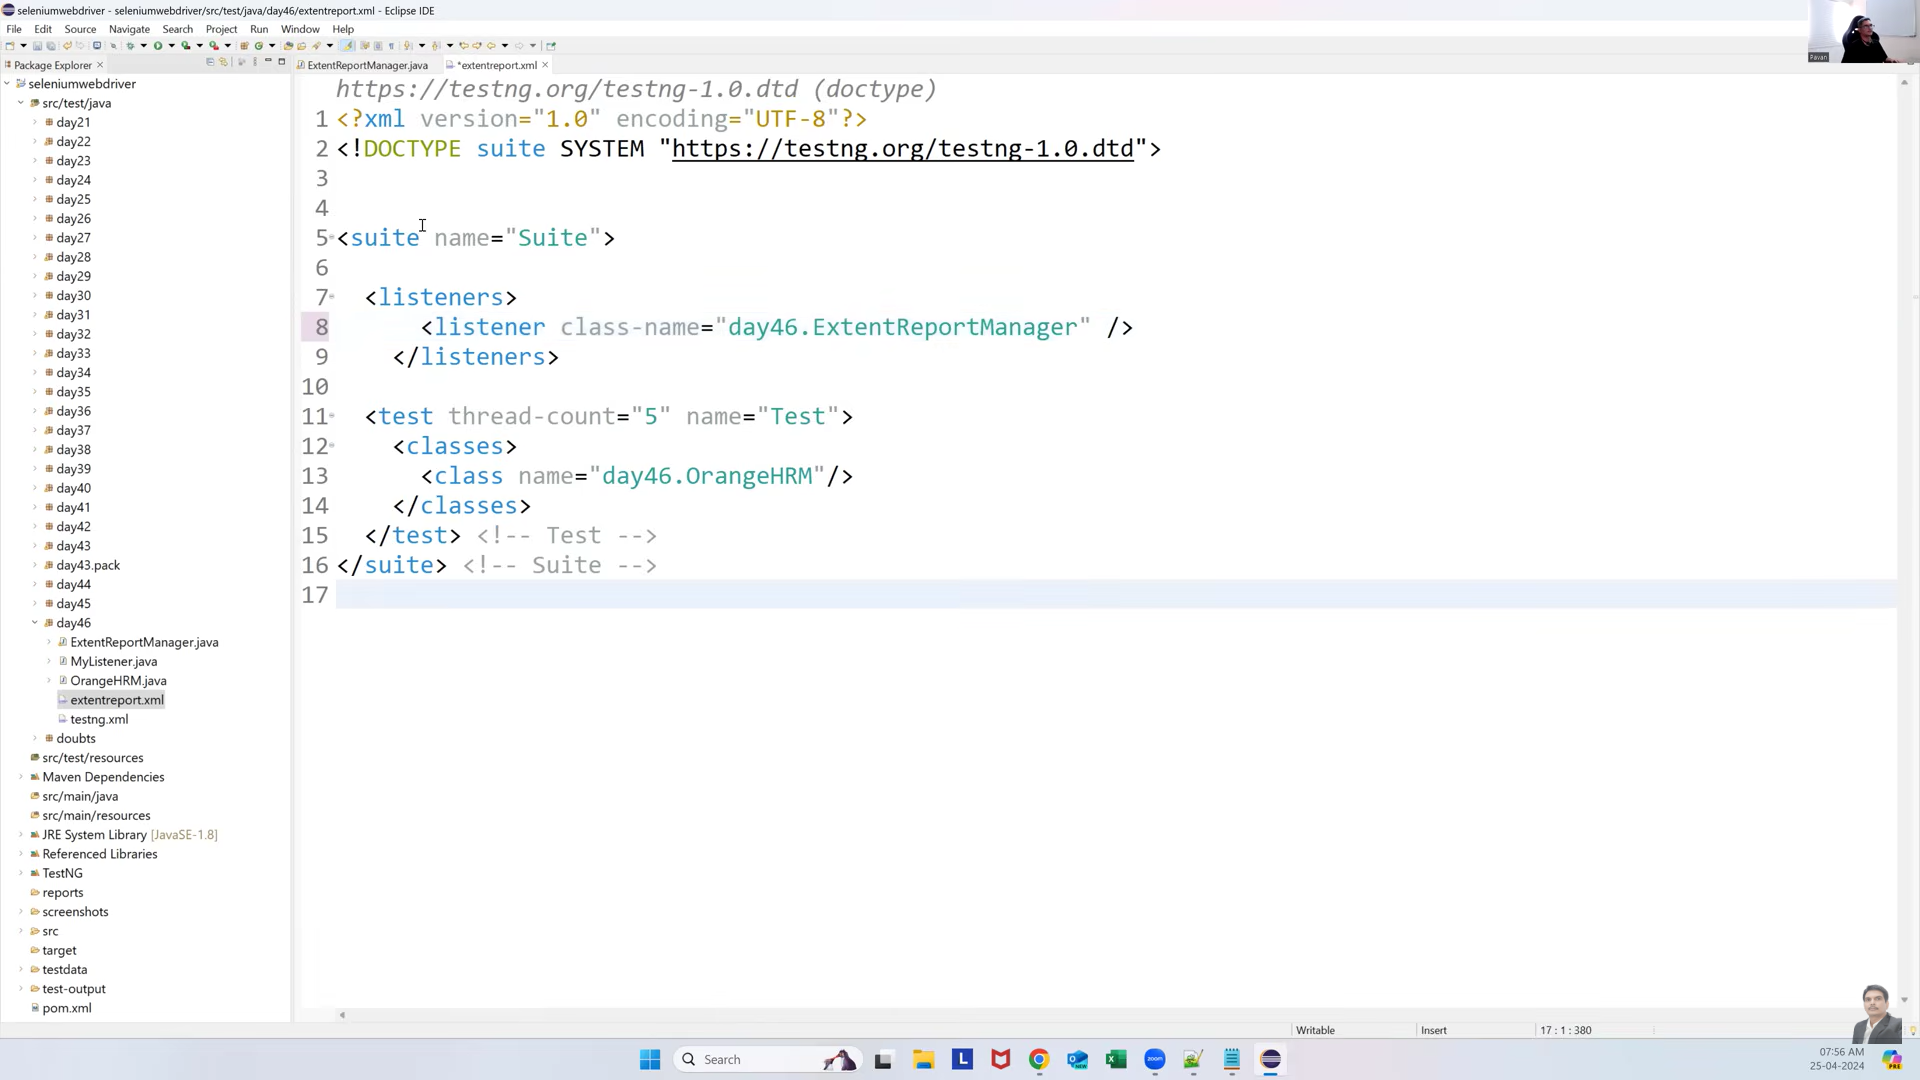 seleniumwebdriver - seleniumwebdriver/src/test/java/day46/extentreport.xml - Eclipse IDE
File Edit Source Navigate Search Project Run Window Help
Package Explorer
ExtentReportManager.java
*extentreport.xml
seleniumwebdriver
src/test/java
day21
day22
day23
day24
day25
day26
day27
day28
day29
day30
day31
day32
day33
day34
day35
day36
day37
day38
day39
day40
day41
day42
day43
day43.pack
day44
day45
day46
ExtentReportManager.java
MyListener.java
OrangeHRM.java
extentreport.xml
testng.xml
doubts
src/test/resources
Maven Dependencies
src/main/java
src/main/resources
JRE System Library [JavaSE-1.8]
Referenced Libraries
TestNG
reports
screenshots
src
target
testdata
test-output
pom.xml
https://testng.org/testng-1.0.dtd (doctype)
1 <?xml version="1.0" encoding="UTF-8"?>
2 <!DOCTYPE suite SYSTEM "https://testng.org/testng-1.0.dtd">
3
4
5 <suite name="Suite">
6
7 <listeners>
8 <listener class-name="day46.ExtentReportManager" />
9 </listeners>
10
11 <test thread-count="5" name="Test">
12 <classes>
13 <class name="day46.OrangeHRM"/>
14 </classes>
15 </test> <!-- Test -->
16 </suite> <!-- Suite -->
17
Pavan
Writable Insert 17 : 1 : 380
Search
L
07:56 AM
25-04-2024